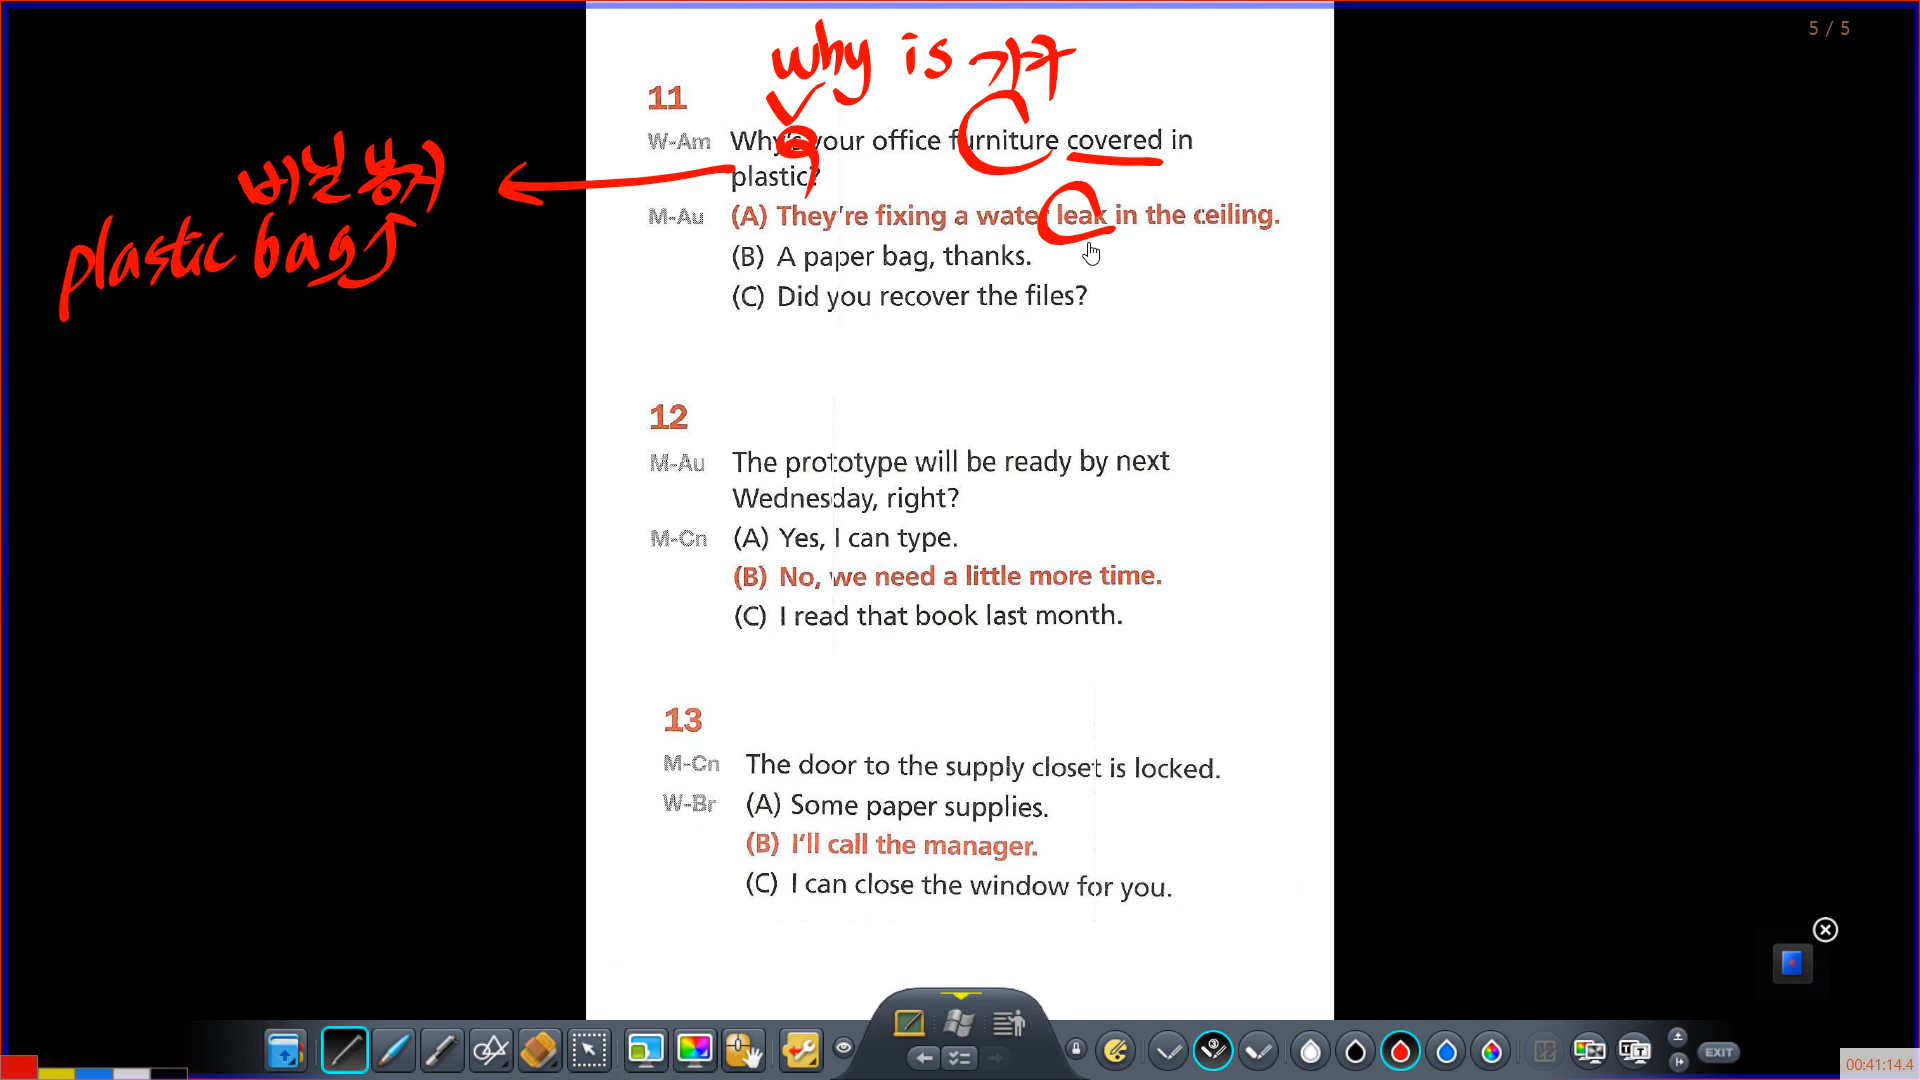 5 / 5
why is 가구
11
W-Am Why's your office furniture covered in
plastic?
비닐 봉지
plastic bag
M-Au (A) They're fixing a water leak in the ceiling.
(B) A paper bag, thanks.
(C) Did you recover the files?
12
M-Au The prototype will be ready by next
Wednesday, right?
M-Cn (A) Yes, I can type.
(B) No, we need a little more time.
(C) I read that book last month.
13
M-Cn The door to the supply closet is locked.
W-Br (A) Some paper supplies.
(B) I'll call the manager.
(C) I can close the window for you.
EXIT
00:41:14.4